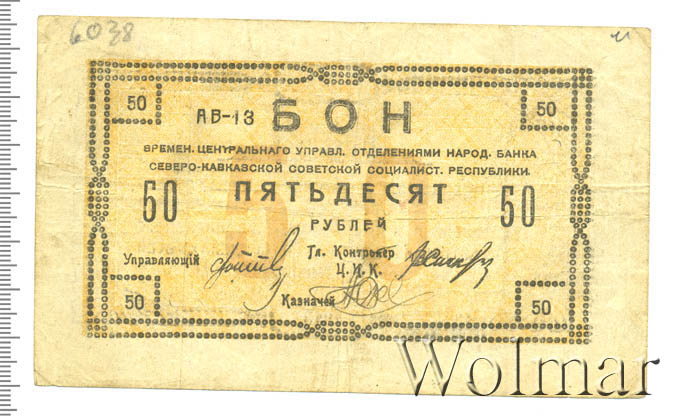 6038
50 50
АБ-13 БОН
ВРЕМЕН. ЦЕНТРАЛЬНАГО УПРАВЛ. ОТДЕЛЕНИЯМИ НАРОД. БАНКА
СЕВЕРО-КАВКАЗСКОЙ СОВЕТСКОЙ СОЦИАЛИСТ. РЕСПУБЛИКИ.
50 ПЯТЬДЕСЯТ 50
РУБЛЕЙ
Управляющій Гл. Контролер
Ц.И.К.
Казначей
50 50
Wolmar